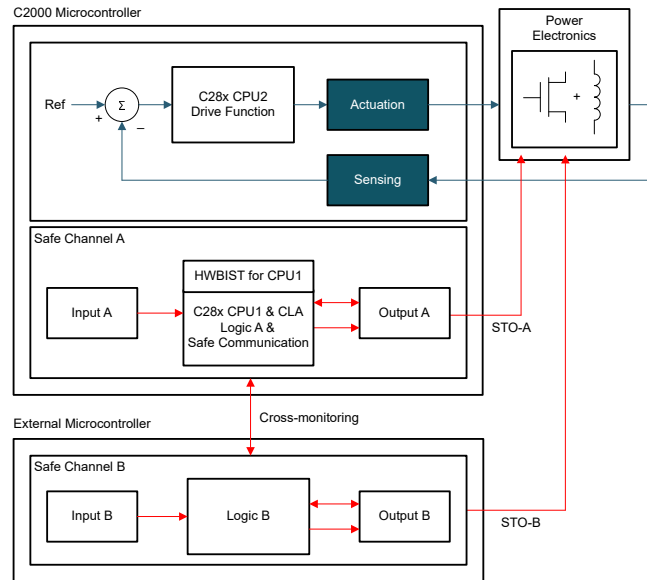 C2000 Microcontroller
Power
Electronics
Ref
Σ
+
−
C28x CPU2
Drive Function
Actuation
+
Sensing
Safe Channel A
HWBIST for CPU1
Input A
C28x CPU1 & CLA
Logic A &
Safe Communication
Output A
STO-A
Cross-monitoring
External Microcontroller
Safe Channel B
Input B
Logic B
Output B
STO-B